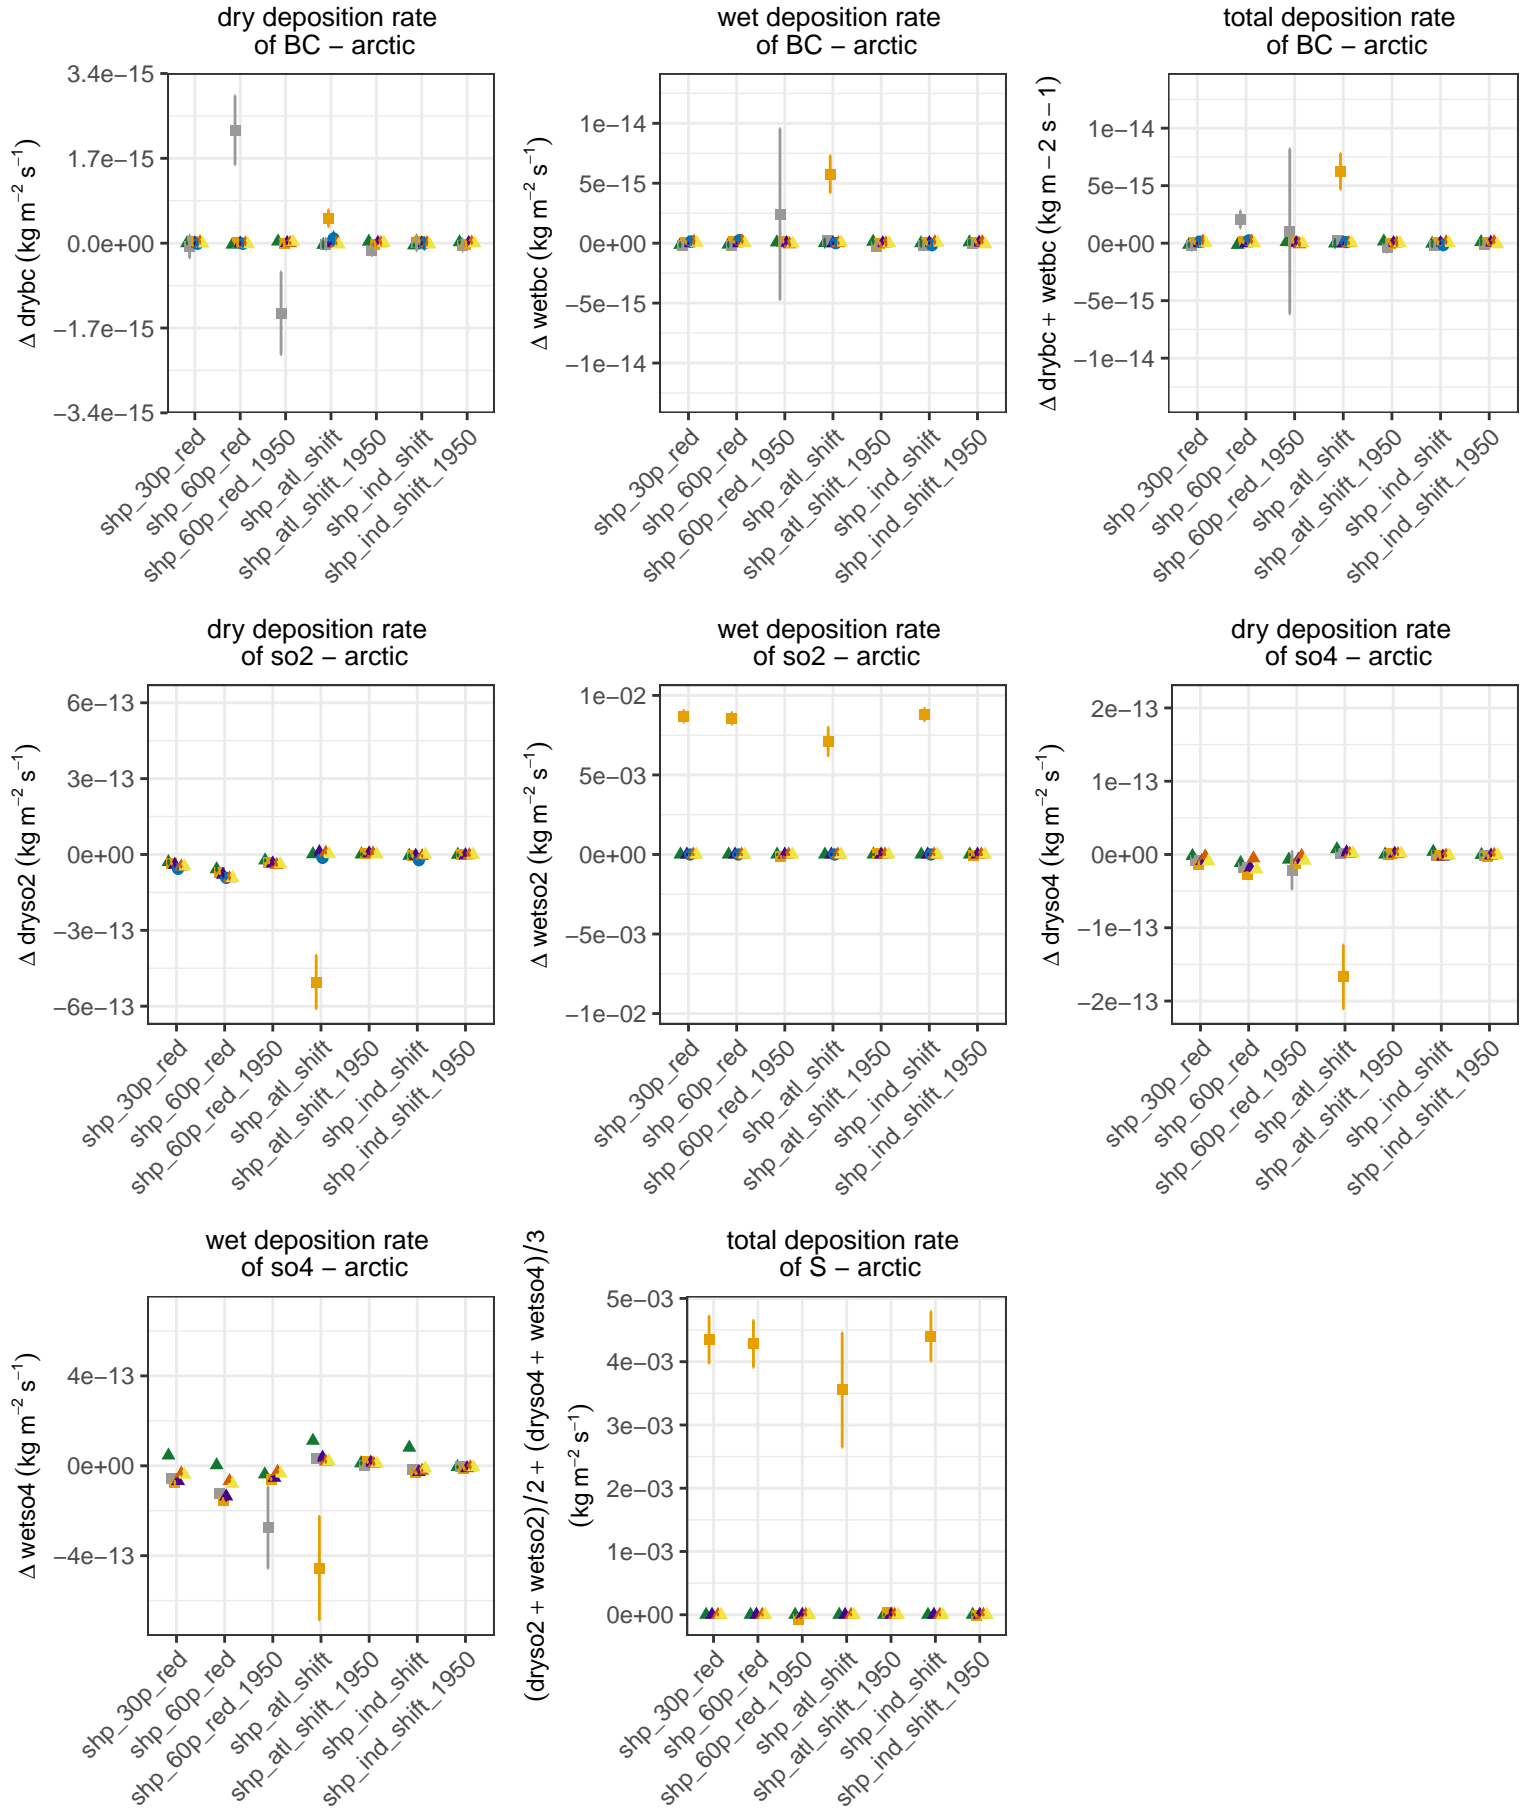 dry deposition rate
of BC − arctic
Δ drybc (kg m−2 s−1)
3.4e−15
1.7e−15
0.0e+00
−1.7e−15
−3.4e−15
shp_30p_red
shp_60p_red
shp_60p_red_1950
shp_atl_shift
shp_atl_shift_1950
shp_ind_shift
shp_ind_shift_1950
wet deposition rate
of BC − arctic
Δ wetbc (kg m−2 s−1)
1e−14
5e−15
0e+00
−5e−15
−1e−14
shp_30p_red
shp_60p_red
shp_60p_red_1950
shp_atl_shift
shp_atl_shift_1950
shp_ind_shift
shp_ind_shift_1950
total deposition rate
of BC − arctic
Δ drybc + wetbc (kg m − 2 s − 1)
1e−14
5e−15
0e+00
−5e−15
−1e−14
shp_30p_red
shp_60p_red
shp_60p_red_1950
shp_atl_shift
shp_atl_shift_1950
shp_ind_shift
shp_ind_shift_1950
dry deposition rate
of so2 − arctic
Δ dryso2 (kg m−2 s−1)
6e−13
3e−13
0e+00
−3e−13
−6e−13
shp_30p_red
shp_60p_red
shp_60p_red_1950
shp_atl_shift
shp_atl_shift_1950
shp_ind_shift
shp_ind_shift_1950
wet deposition rate
of so2 − arctic
Δ wetso2 (kg m−2 s−1)
1e−02
5e−03
0e+00
−5e−03
−1e−02
shp_30p_red
shp_60p_red
shp_60p_red_1950
shp_atl_shift
shp_atl_shift_1950
shp_ind_shift
shp_ind_shift_1950
dry deposition rate
of so4 − arctic
Δ dryso4 (kg m−2 s−1)
2e−13
1e−13
0e+00
−1e−13
−2e−13
shp_30p_red
shp_60p_red
shp_60p_red_1950
shp_atl_shift
shp_atl_shift_1950
shp_ind_shift
shp_ind_shift_1950
wet deposition rate
of so4 − arctic
Δ wetso4 (kg m−2 s−1)
4e−13
0e+00
−4e−13
shp_30p_red
shp_60p_red
shp_60p_red_1950
shp_atl_shift
shp_atl_shift_1950
shp_ind_shift
shp_ind_shift_1950
total deposition rate
of S − arctic
(dryso2 + wetso2)/2 + (dryso4 + wetso4)/3
(kg m−2 s−1)
5e−03
4e−03
3e−03
2e−03
1e−03
0e+00
shp_30p_red
shp_60p_red
shp_60p_red_1950
shp_atl_shift
shp_atl_shift_1950
shp_ind_shift
shp_ind_shift_1950